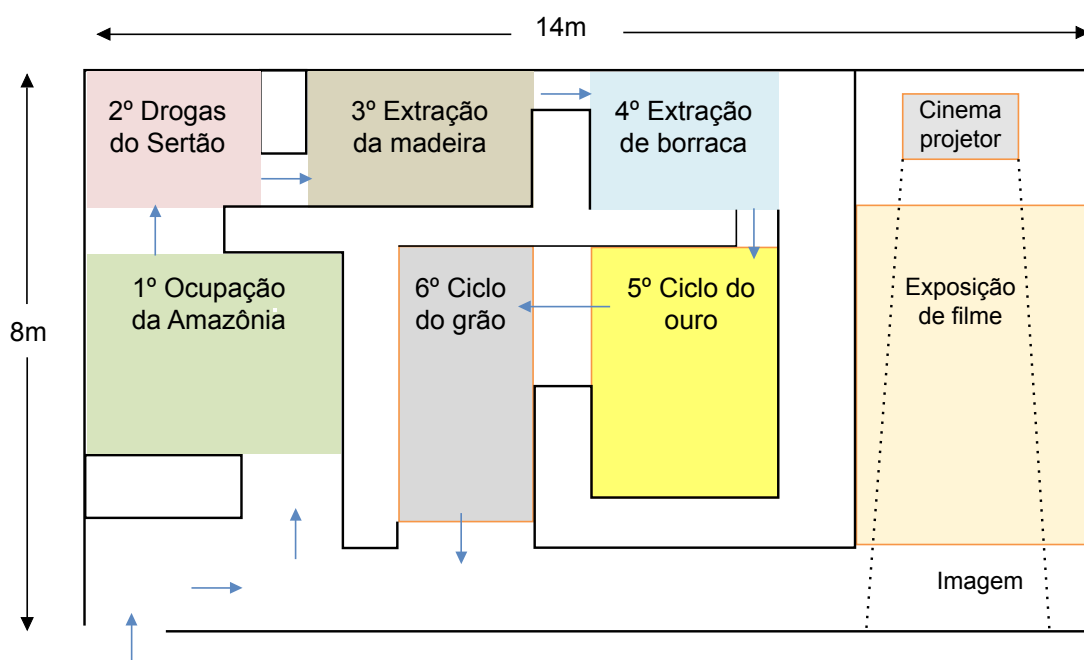 14m
8m
2º Drogas
do Sertão
3º Extração
da madeira
4º Extração
de borraca
Cinema
projetor
1º Ocupação
da Amazônia
6º Ciclo
do grão
5º Ciclo do
ouro
Exposição
de filme
Imagem